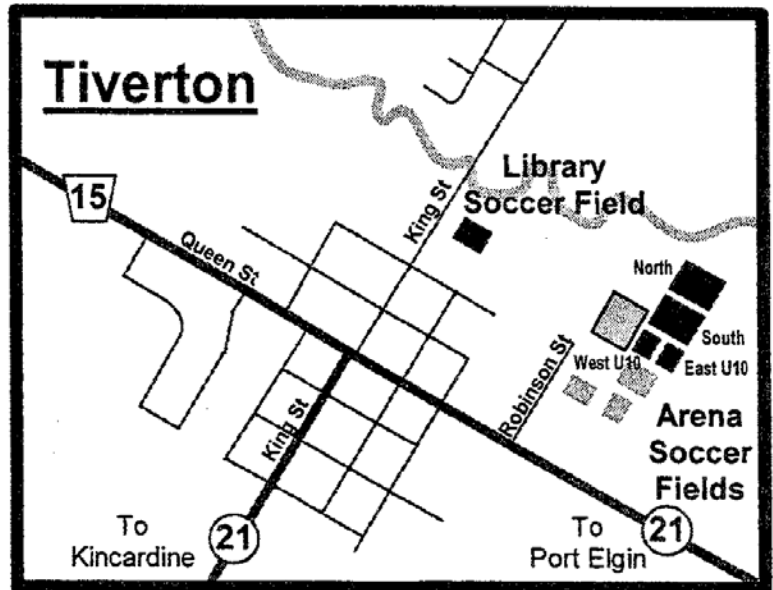 Tiverton
15
Queen St
King St
Library
Soccer Field
North
South
West U10
East U10
Robinson St
Arena
Soccer
Fields
King St
To
Kincardine
21
To
Port Elgin
21